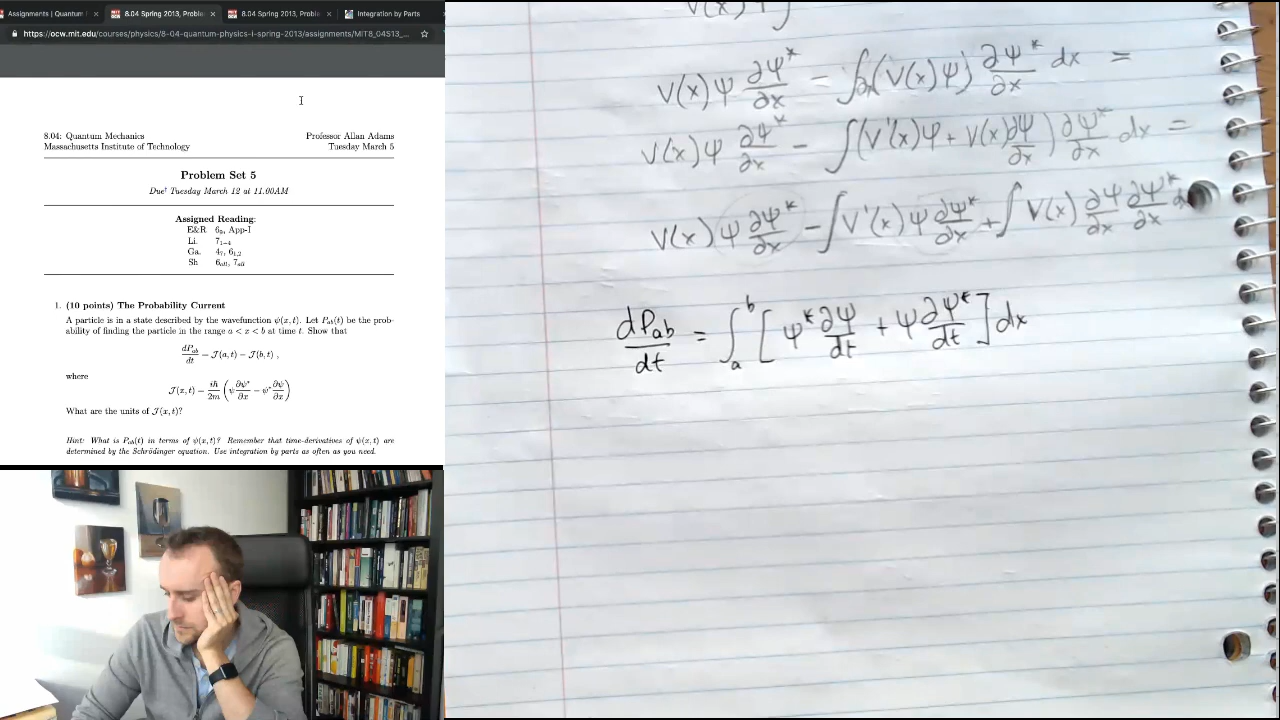 Assignments | Quantum
8.04 Spring 2013, Proble
8.04 Spring 2013, Proble
Integration by Parts
https://ocw.mit.edu/courses/physics/8-04-quantum-physics-i-spring-2013/assignments/MIT8_04S13_...
8.04: Quantum Mechanics Professor Allan Adams
Massachusetts Institute of Technology Tuesday March 5
Problem Set 5
Due† Tuesday March 12 at 11.00AM
Assigned Reading:
E&R 6₉, App-I
Li. 7₁₋₄
Ga. 4₇, 6₁,₂
Sh 6ₐₗₗ, 7ₐₗₗ
1. (10 points) The Probability Current
A particle is in a state described by the wavefunction ψ(x, t). Let P_ab(t) be the prob-
ability of finding the particle in the range a < x < b at time t. Show that
dP_ab/dt = J(a, t) − J(b, t) ,
where
J(x, t) = iħ/2m (ψ ∂ψ*/∂x − ψ* ∂ψ/∂x)
What are the units of J(x, t)?
Hint: What is P_ab(t) in terms of ψ(x, t)? Remember that time-derivatives of ψ(x, t) are
determined by the Schrödinger equation. Use integration by parts as often as you need.
V(x)ψ ∂ψ*/∂x − ∫ ∂x(V(x)ψ) ∂ψ*/∂x dx =
V(x)ψ ∂ψ*/∂x − ∫(V'(x)ψ + V(x)∂ψ/∂x) ∂ψ*/∂x dx =
V(x)ψ ∂ψ*/∂x − ∫V'(x)ψ ∂ψ*/∂x + ∫V(x) ∂ψ/∂x ∂ψ*/∂x
dP_ab/dt = ∫_a^b [ψ* ∂ψ/dt + ψ ∂ψ*/dt] dx